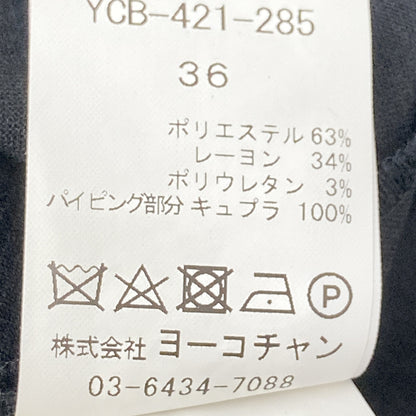 YCB-421-285
36
ポリエステル 63%
レーヨン 34%
ポリウレタン 3%
パイピング部分 キュプラ 100%
P
株式会社 ヨーコチャン
03-6434-7088